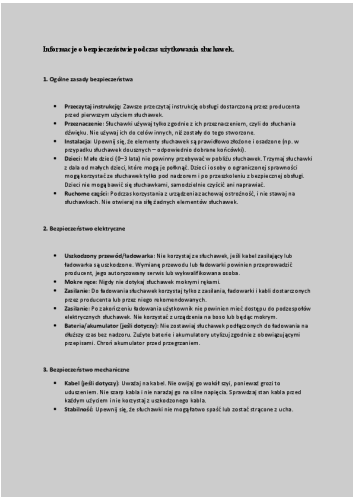 Informacje o bezpieczeństwie podczas użytkowania słuchawek.
1. Ogólne zasady bezpieczeństwa
• Przeczytaj instrukcję: Zawsze przeczytaj instrukcję obsługi dostarczoną przez producenta
przed pierwszym użyciem słuchawek.
• Przeznaczenie: Słuchawki używaj tylko zgodnie z ich przeznaczeniem, czyli do słuchania
dźwięku. Nie używaj ich do celów innych, niż zostały do tego stworzone.
• Instalacja: Upewnij się, że elementy słuchawek są prawidłowo złożone i osadzone (np. w
przypadku słuchawek dousznych – odpowiednio dobrane końcówki).
• Dzieci: Małe dzieci (0–3 lata) nie powinny przebywać w pobliżu słuchawek. Trzymaj słuchawki
z dala od małych dzieci, które mogą je połknąć. Dzieci i osoby o ograniczonej sprawności
mogą korzystać ze słuchawek tylko pod nadzorem i po przeszkoleniu z bezpiecznej obsługi.
Dzieci nie mogą bawić się słuchawkami, samodzielnie czyścić ani naprawiać.
• Ruchome części: Podczas korzystania z urządzenia zachowaj ostrożność, i nie stawaj na
słuchawkach. Nie otwieraj na siłę żadnych elementów słuchawek.
2. Bezpieczeństwo elektryczne
• Uszkodzony przewód/ładowarka: Nie korzystaj ze słuchawek, jeśli kabel zasilający lub
ładowarka są uszkodzone. Wymianę przewodu lub ładowarki powinien przeprowadzić
producent, jego autoryzowany serwis lub wykwalifikowana osoba.
• Mokre ręce: Nigdy nie dotykaj słuchawek mokrymi rękami.
• Zasilanie: Do ładowania słuchawek korzystaj tylko z zasilania, ładowarki i kabli dostarczonych
przez producenta lub przez niego rekomendowanych.
• Zasilanie: Po zakończeniu ładowania użytkownik nie powinien mieć dostępu do podzespołów
elektrycznych słuchawek. Nie korzystaj z urządzenia na boso lub będąc mokrym.
• Bateria/akumulator (jeśli dotyczy): Nie zostawiaj słuchawek podłączonych do ładowania na
dłuższy czas bez nadzoru. Zużyte baterie i akumulatory utylizuj zgodnie z obowiązującymi
przepisami. Chroń akumulator przed przegrzaniem.
3. Bezpieczeństwo mechaniczne
• Kabel (jeśli dotyczy): Uważaj na kabel. Nie owijaj go wokół szyi, ponieważ grozi to
uduszeniem. Nie szarp kabla i nie narażaj go na silne napięcia. Sprawdzaj stan kabla przed
każdym użyciem i nie korzystaj z uszkodzonego kabla.
• Stabilność: Upewnij się, że słuchawki nie mogą łatwo spaść lub zostać strącone z ucha.